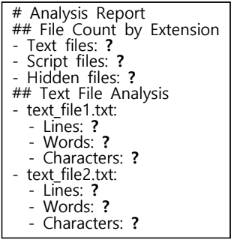 # Analysis Report
## File Count by Extension
- Text files: ?
- Script files: ?
- Hidden files: ?
## Text File Analysis
- text_file1.txt:
  - Lines: ?
  - Words: ?
  - Characters: ?
- text_file2.txt:
  - Lines: ?
  - Words: ?
  - Characters: ?